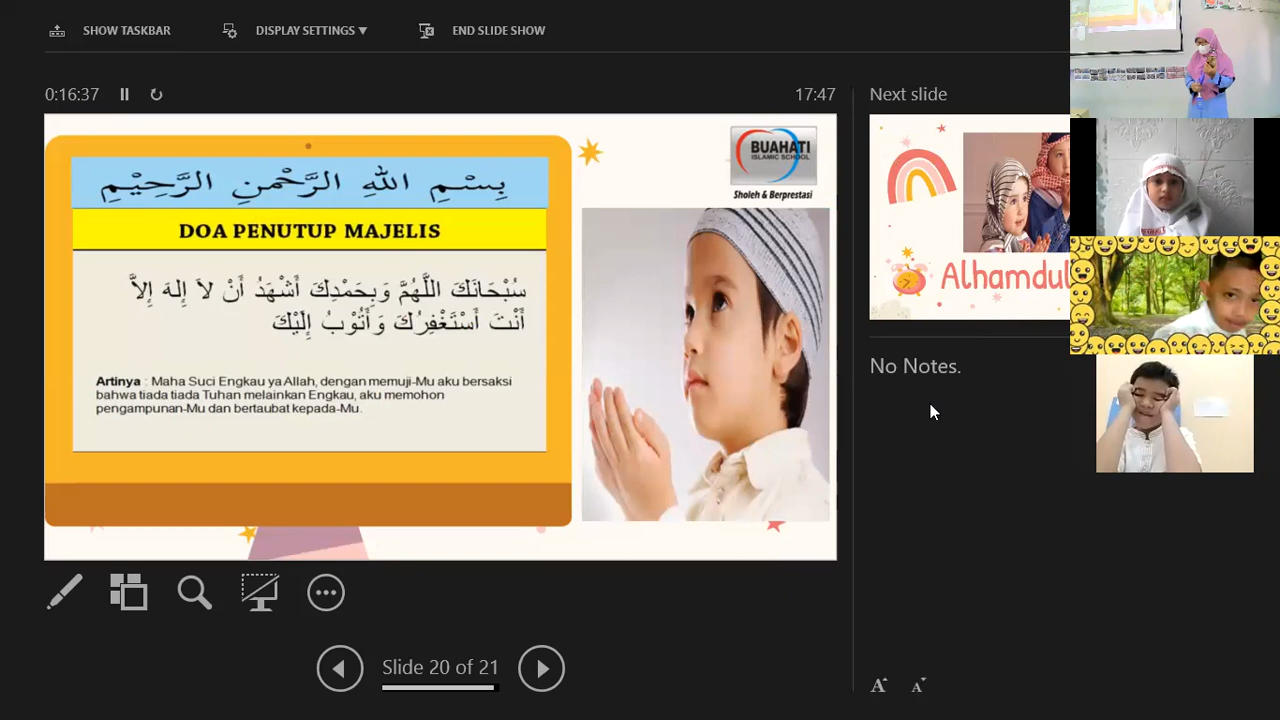 SHOW TASKBAR
DISPLAY SETTINGS ▼
END SLIDE SHOW
0:16:37
17:47
Next slide
بِسْمِ اللهِ الرَّحْمنِ الرَّحِيْمِ
BUAHATI
ISLAMIC SCHOOL
Sholeh & Berprestasi
DOA PENUTUP MAJELIS
سُبْحَانَكَ اللَّهُمَّ وَبِحَمْدِكَ أَشْهَدُ أَنْ لاَ إِلهَ إِلاَّ
أَنْتَ أَسْتَغْفِرُكَ وَأَتُوْبُ إِلَيْكَ
Artinya : Maha Suci Engkau ya Allah, dengan memuji-Mu aku bersaksi
bahwa tiada tiada Tuhan melainkan Engkau, aku memohon
pengampunan-Mu dan bertaubat kepada-Mu.
Alhamdul
No Notes.
Slide 20 of 21
A A